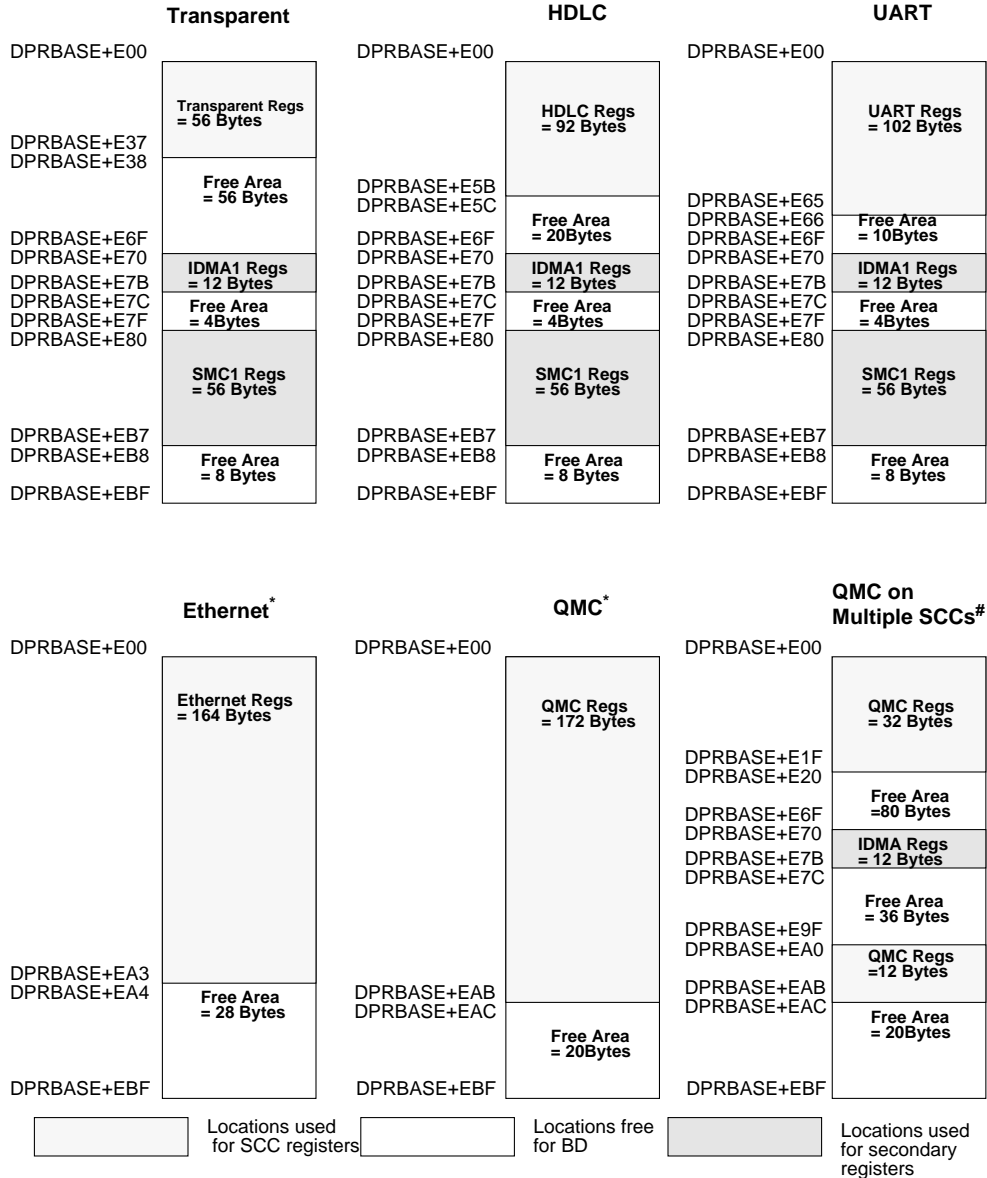 Transparent
DPRBASE+E00
Transparent Regs
= 56 Bytes
DPRBASE+E37
DPRBASE+E38
Free Area
= 56 Bytes
DPRBASE+E6F
DPRBASE+E70
IDMA1 Regs
= 12 Bytes
DPRBASE+E7B
DPRBASE+E7C
Free Area
= 4Bytes
DPRBASE+E7F
DPRBASE+E80
SMC1 Regs
= 56 Bytes
DPRBASE+EB7
DPRBASE+EB8
Free Area
= 8 Bytes
DPRBASE+EBF
HDLC
DPRBASE+E00
HDLC Regs
= 92 Bytes
DPRBASE+E5B
DPRBASE+E5C
Free Area
= 20Bytes
DPRBASE+E6F
DPRBASE+E70
IDMA1 Regs
= 12 Bytes
DPRBASE+E7B
DPRBASE+E7C
Free Area
= 4Bytes
DPRBASE+E7F
DPRBASE+E80
SMC1 Regs
= 56 Bytes
DPRBASE+EB7
DPRBASE+EB8
Free Area
= 8 Bytes
DPRBASE+EBF
UART
DPRBASE+E00
UART Regs
= 102 Bytes
DPRBASE+E65
DPRBASE+E66
Free Area
= 10Bytes
DPRBASE+E6F
DPRBASE+E70
IDMA1 Regs
= 12 Bytes
DPRBASE+E7B
DPRBASE+E7C
Free Area
= 4Bytes
DPRBASE+E7F
DPRBASE+E80
SMC1 Regs
= 56 Bytes
DPRBASE+EB7
DPRBASE+EB8
Free Area
= 8 Bytes
DPRBASE+EBF
Ethernet*
DPRBASE+E00
Ethernet Regs
= 164 Bytes
DPRBASE+EA3
DPRBASE+EA4
Free Area
= 28 Bytes
DPRBASE+EBF
QMC*
DPRBASE+E00
QMC Regs
= 172 Bytes
DPRBASE+EAB
DPRBASE+EAC
Free Area
= 20Bytes
DPRBASE+EBF
QMC on
Multiple SCCs#
DPRBASE+E00
QMC Regs
= 32 Bytes
DPRBASE+E1F
DPRBASE+E20
Free Area
=80 Bytes
DPRBASE+E6F
DPRBASE+E70
IDMA Regs
= 12 Bytes
DPRBASE+E7B
DPRBASE+E7C
Free Area
= 36 Bytes
DPRBASE+E9F
DPRBASE+EA0
QMC Regs
=12 Bytes
DPRBASE+EAB
DPRBASE+EAC
Free Area
= 20Bytes
DPRBASE+EBF
Locations used
for SCC registers
Locations free
for BD
Locations used
for secondary
registers